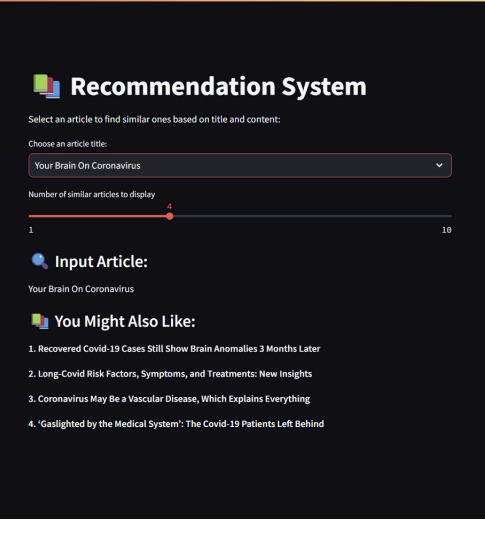 Recommendation System
Select an article to find similar ones based on title and content:
Choose an article title:
Your Brain On Coronavirus
Number of similar articles to display
4
1
10
Input Article:
Your Brain On Coronavirus
You Might Also Like:
1. Recovered Covid-19 Cases Still Show Brain Anomalies 3 Months Later
2. Long-Covid Risk Factors, Symptoms, and Treatments: New Insights
3. Coronavirus May Be a Vascular Disease, Which Explains Everything
4. ‘Gaslighted by the Medical System’: The Covid-19 Patients Left Behind